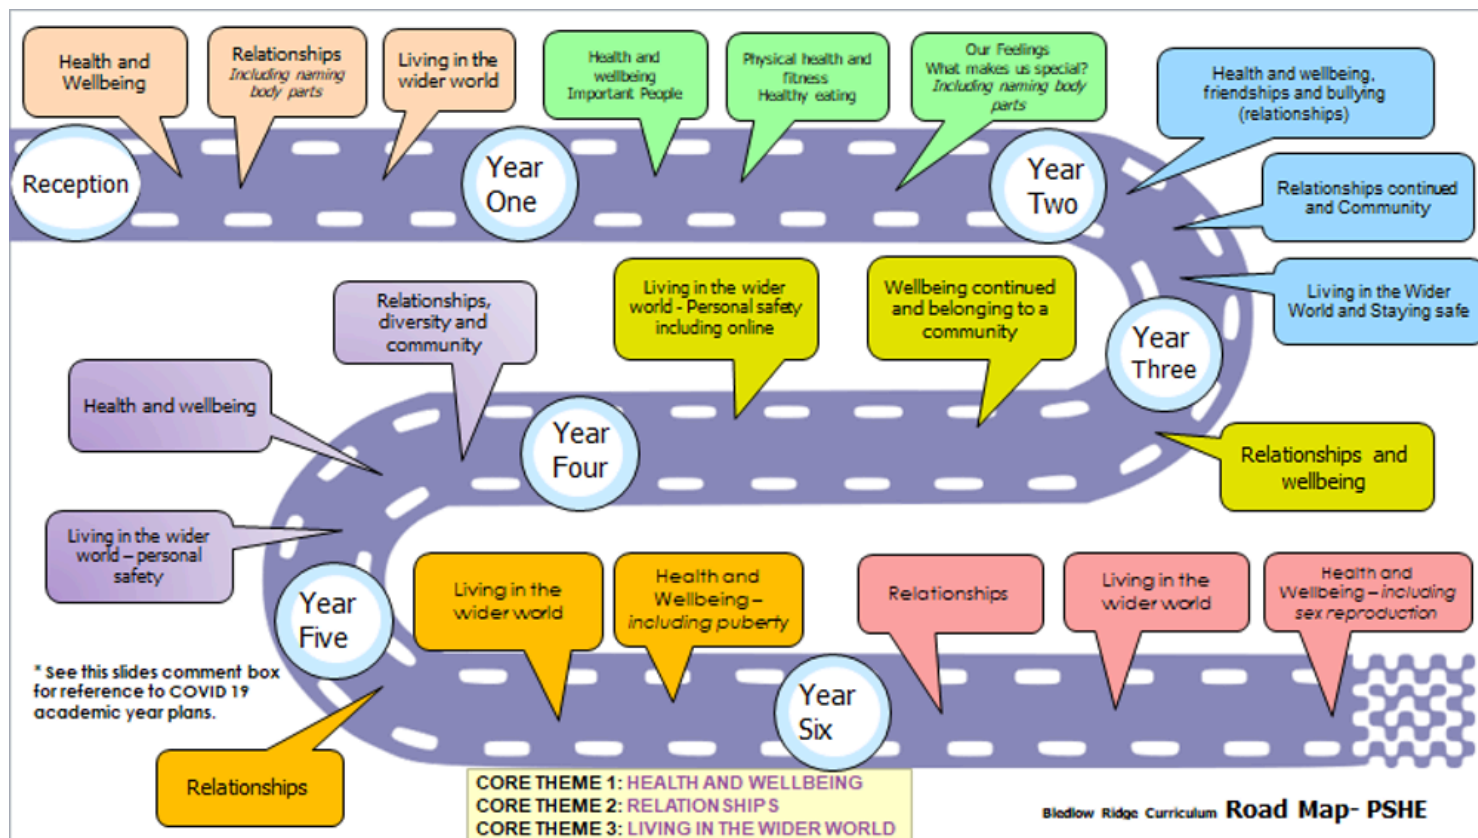 Health and
Wellbeing
Relationships
Including naming
body parts
Living in the
wider world
Health and
wellbeing
Important People
Physical health and
fitness
Healthy eating
Our Feelings
What makes us special?
Including naming body
parts
Health and wellbeing,
friendships and bullying
(relationships)
Reception
Year
One
Year
Two
Relationships continued
and Community
Living in the Wider
World and Staying safe
Year
Three
Wellbeing continued
and belonging to a
community
Living in the wider
world - Personal safety
including online
Relationships,
diversity and
community
Relationships and
wellbeing
Year
Four
Health and wellbeing
Living in the wider
world – personal
safety
Year
Five
Living in the
wider world
Health and
Wellbeing –
including puberty
Relationships
Living in the
wider world
Health and
Wellbeing – including
sex reproduction
* See this slides comment box
for reference to COVID 19
academic year plans.
Relationships
Year
Six
CORE THEME 1: HEALTH AND WELLBEING
CORE THEME 2: RELATIONSHIPS
CORE THEME 3: LIVING IN THE WIDER WORLD
Bledlow Ridge Curriculum Road Map- PSHE